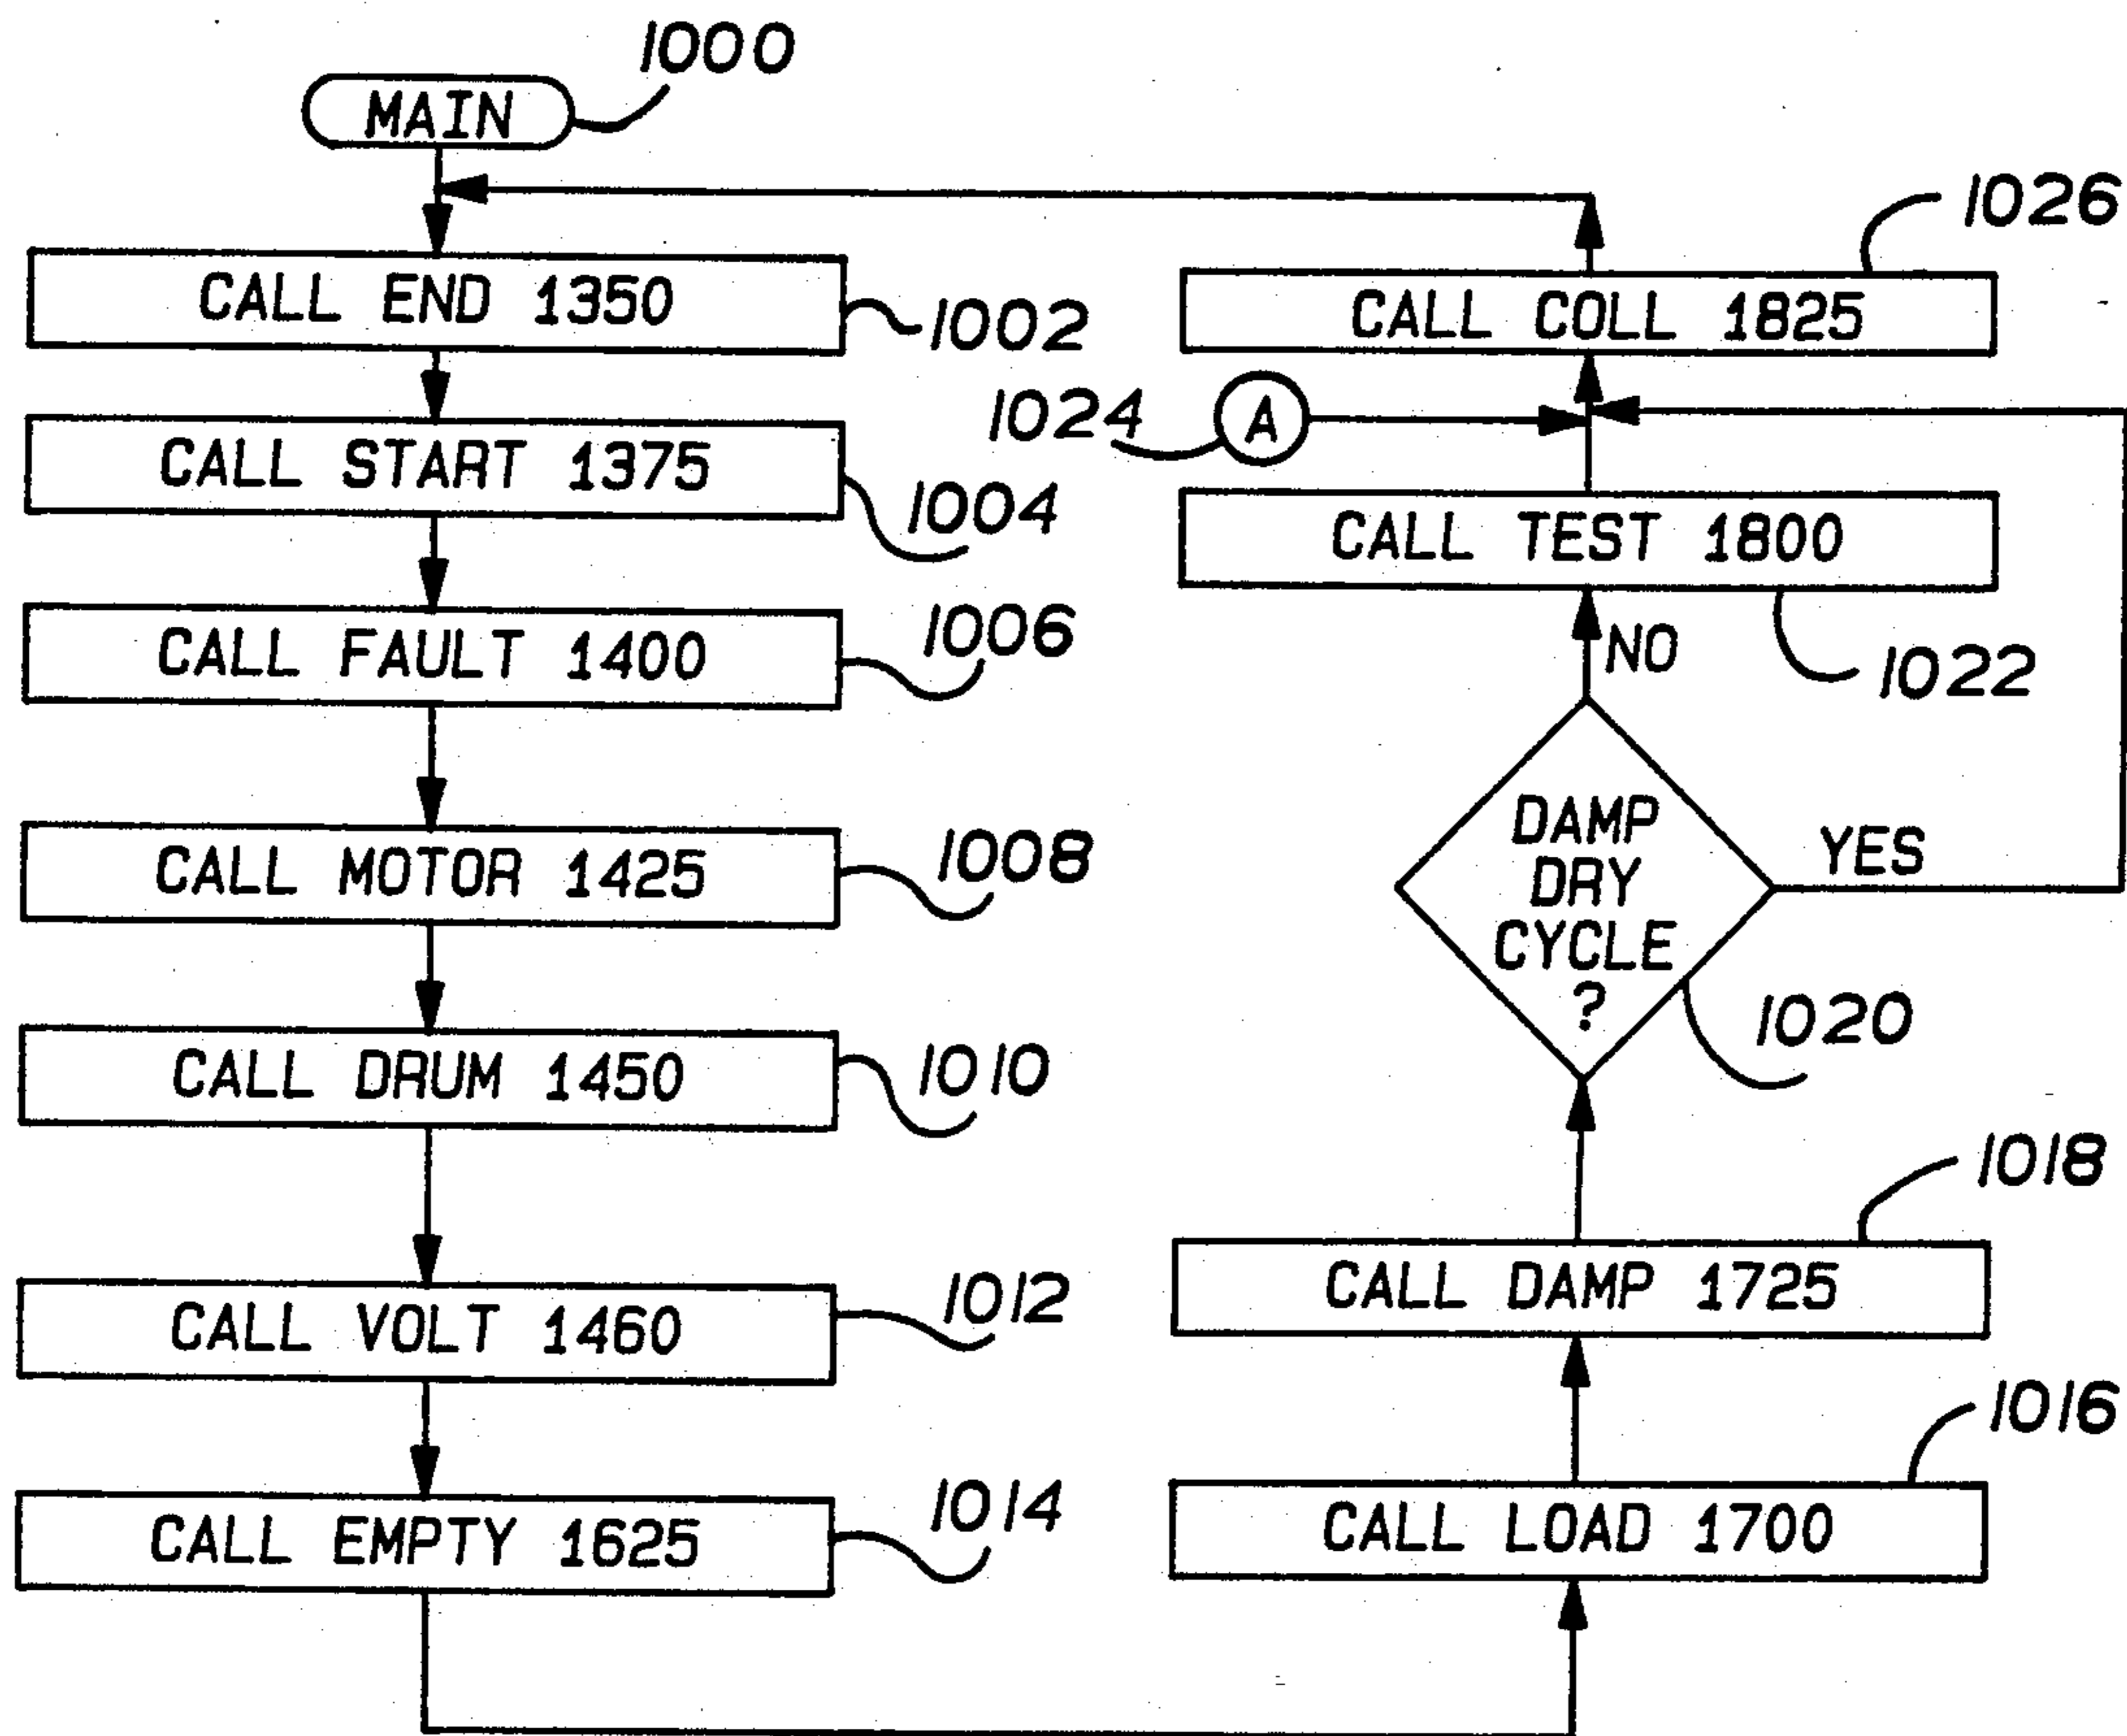 MAIN
1000
CALL END 1350
1002
CALL START 1375
1004
CALL FAULT 1400
1006
CALL MOTOR 1425
1008
CALL DRUM 1450
1010
CALL VOLT 1460
1012
CALL EMPTY 1625
1014
1026
CALL COLL 1825
1024
A
CALL TEST 1800
1022
NO
DAMP
DRY
CYCLE
?
YES
1020
1018
CALL DAMP 1725
1016
CALL LOAD 1700